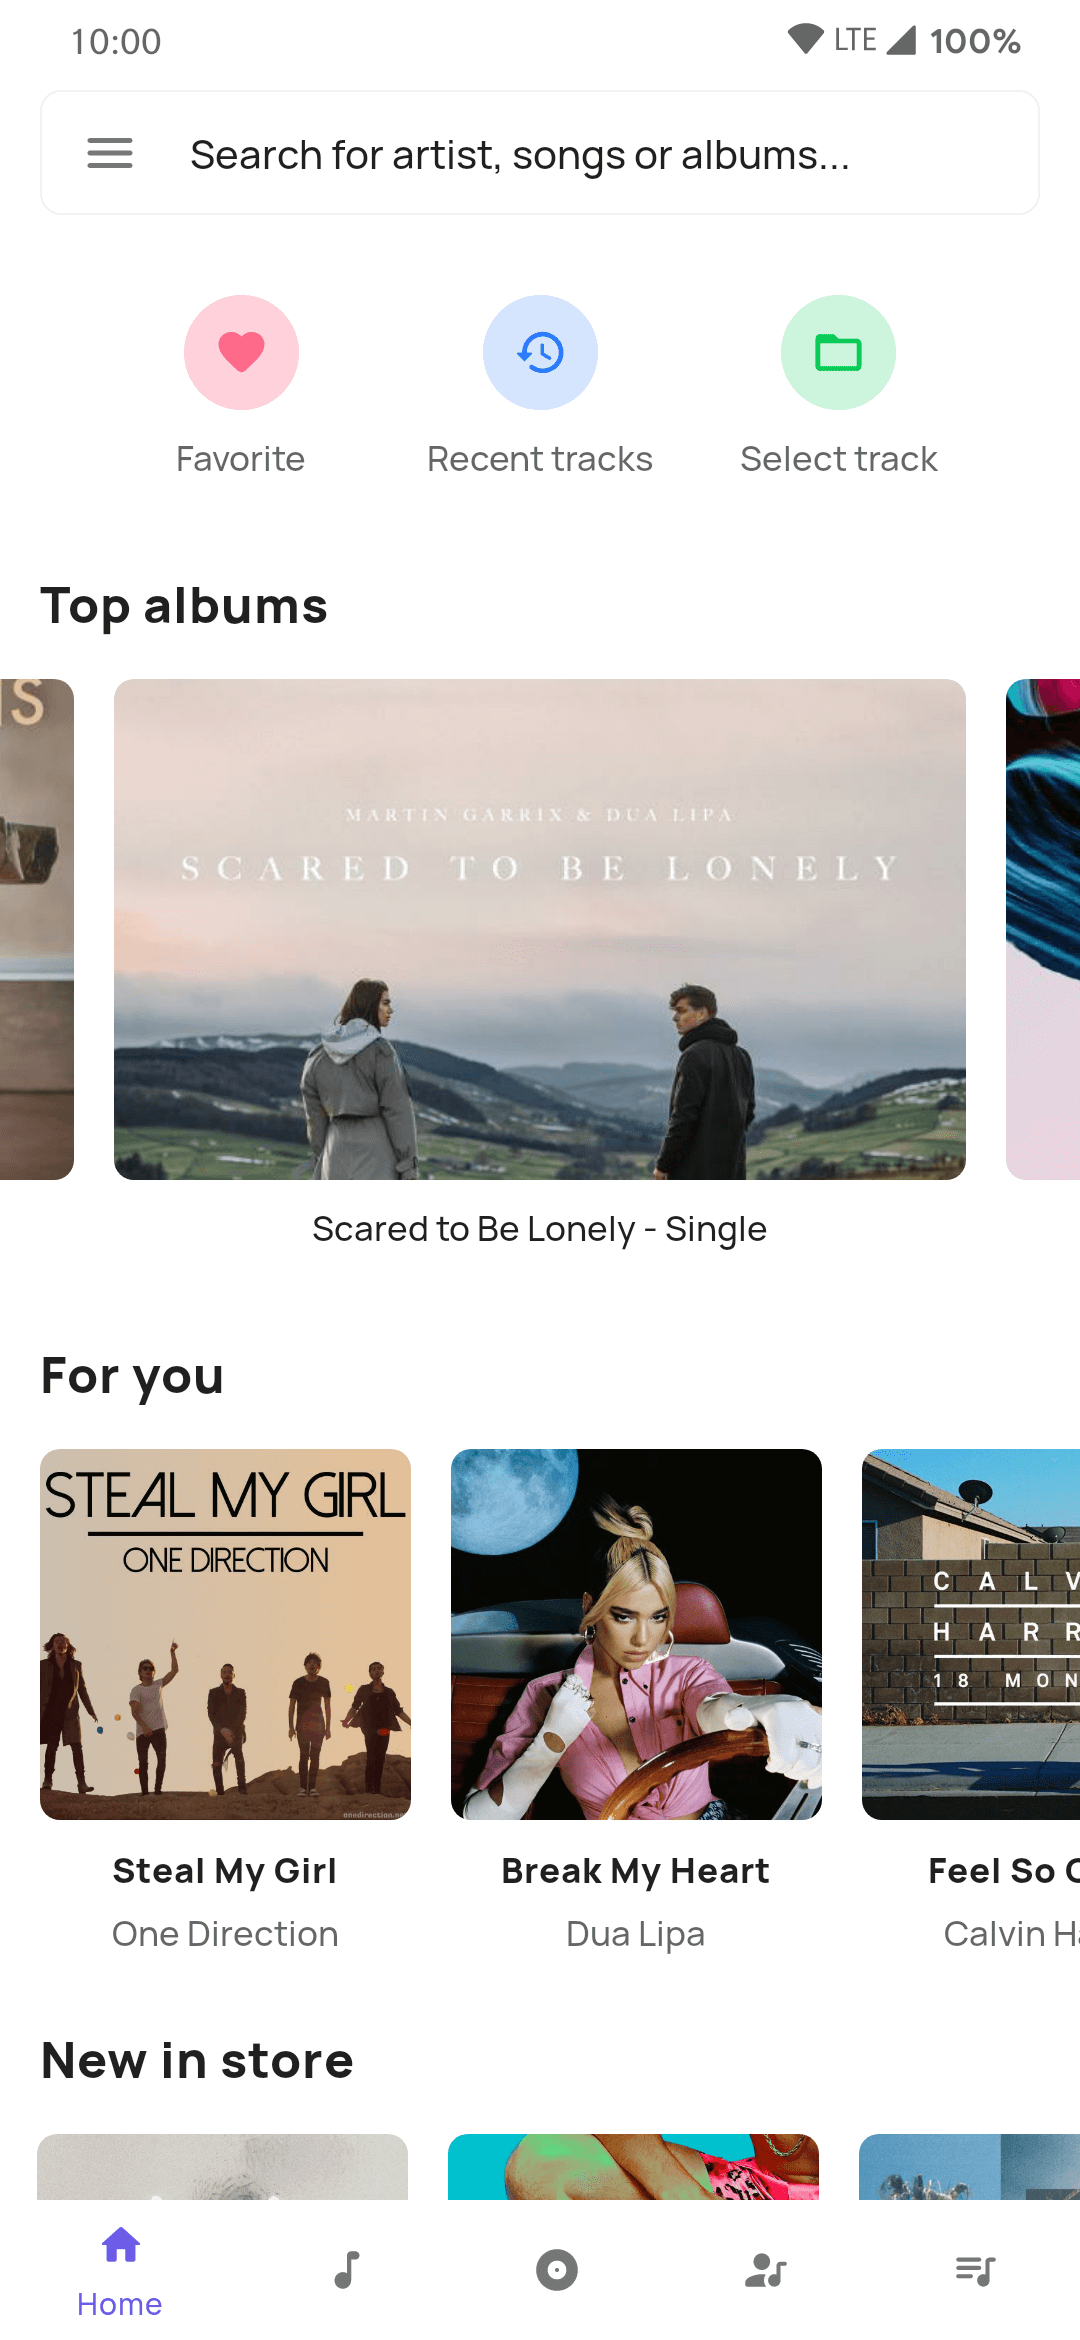 10:00 LTE 100%
Search for artist, songs or albums...
Favorite Recent tracks Select track
Top albums
S
MARTIN GARRIX & DUA LIPA
SCARED TO BE LONELY
Scared to Be Lonely - Single
For you
STEAL MY GIRL
ONE DIRECTION
onedirection.ne
CALV
HARR
18 MON
Steal My Girl Break My Heart Feel So
One Direction Dua Lipa Calvin Ha
New in store
Home